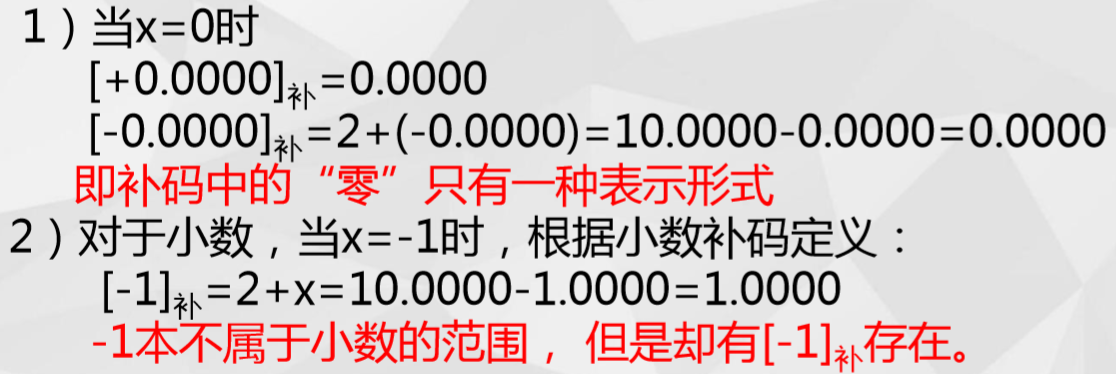 1）当x=0时
[+0.0000]补=0.0000
[-0.0000]补=2+(-0.0000)=10.0000-0.0000=0.0000
即补码中的“零”只有一种表示形式
2）对于小数，当x=-1时，根据小数补码定义：
[-1]补=2+x=10.0000-1.0000=1.0000
-1本不属于小数的范围， 但是却有[-1]补存在。